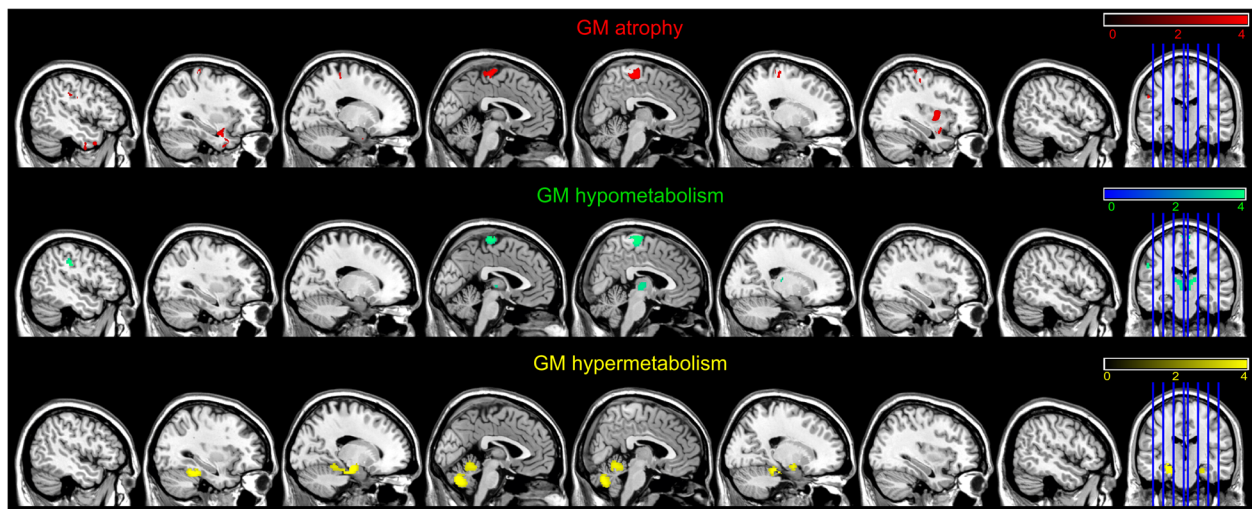 GM atrophy
0 2 4
GM hypometabolism
0 2 4
GM hypermetabolism
0 2 4